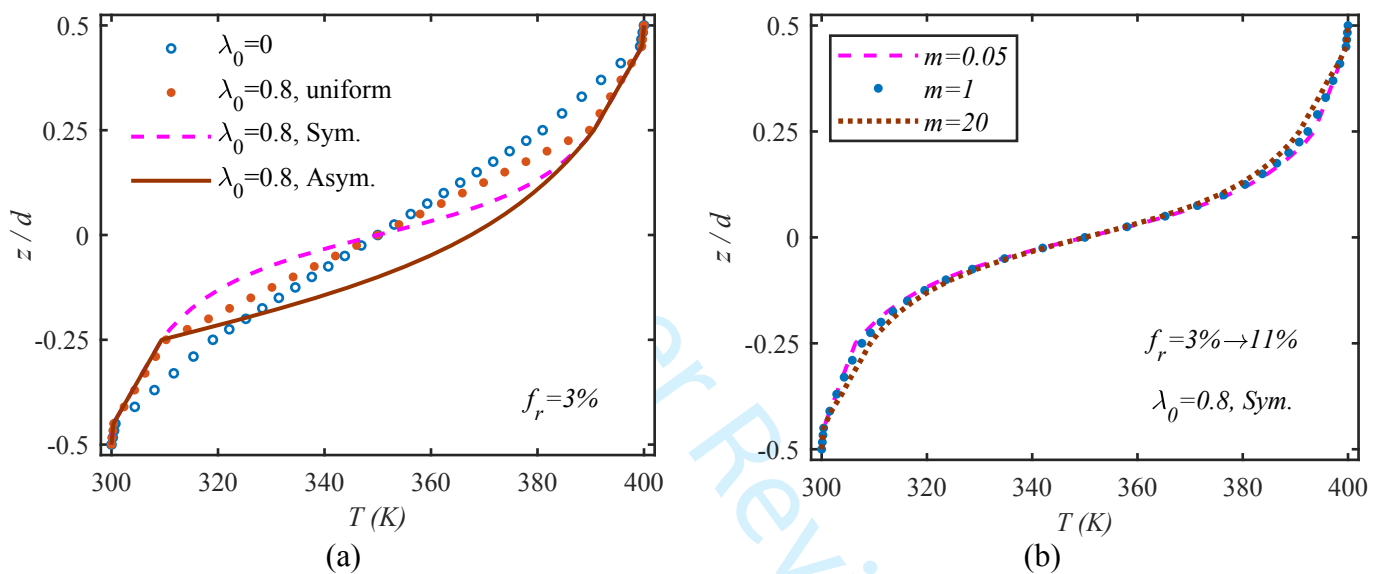 0.5
0.25
0
-0.25
-0.5
z / d
λ₀=0
λ₀=0.8, uniform
λ₀=0.8, Sym.
λ₀=0.8, Asym.
fᵣ=3%
300 320 340 360 380 400
T (K)
(a)
0.5
0.25
0
-0.25
-0.5
z / d
m=0.05
m=1
m=20
fᵣ=3%→11%
λ₀=0.8, Sym.
300 320 340 360 380 400
T (K)
(b)
er Revi